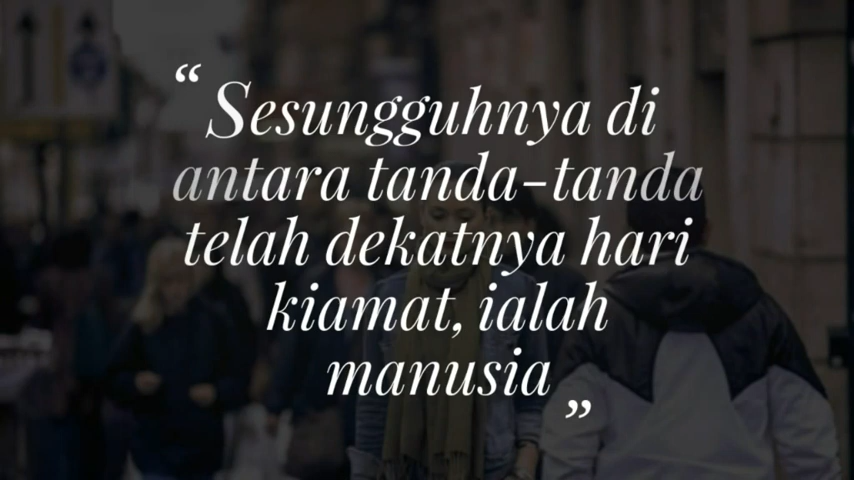 “ Sesungguhnya di
antara tanda-tanda
telah dekatnya hari
kiamat, ialah
manusia ”